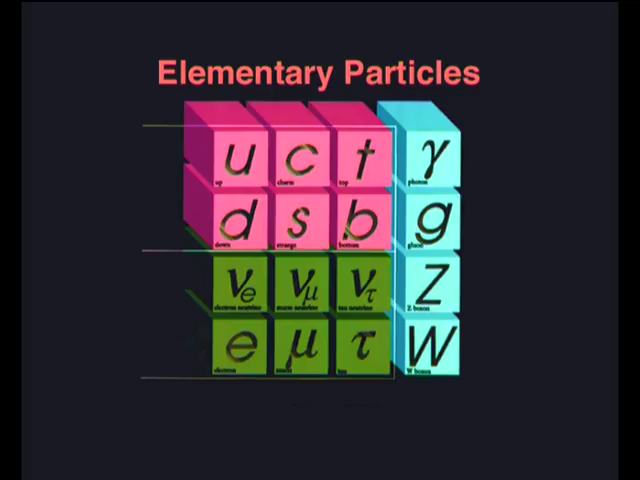 Elementary Particles
u c t γ
up charm top photon
d s b g
down strange bottom gluon
νe νμ ντ Z
electron neutrino muon neutrino tau neutrino Z boson
e μ τ W
electron muon tau W boson